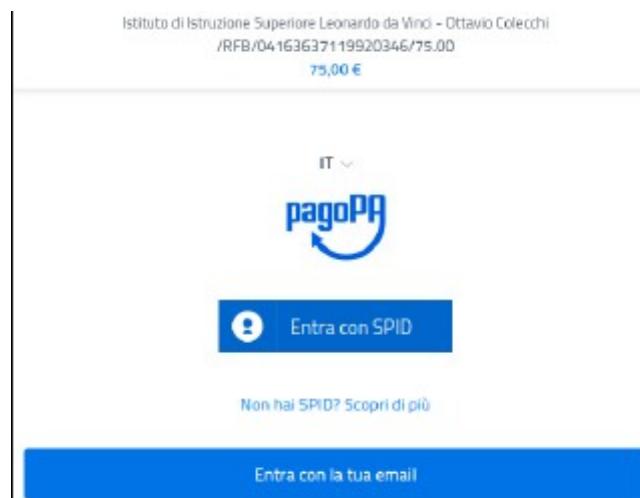 Istituto di Istruzione Superiore Leonardo da Vinci - Ottavio Colecchi
/RFB/04163637119920346/75.00
75,00 €
IT
pagoPA
Entra con SPID
Non hai SPID? Scopri di più
Entra con la tua email